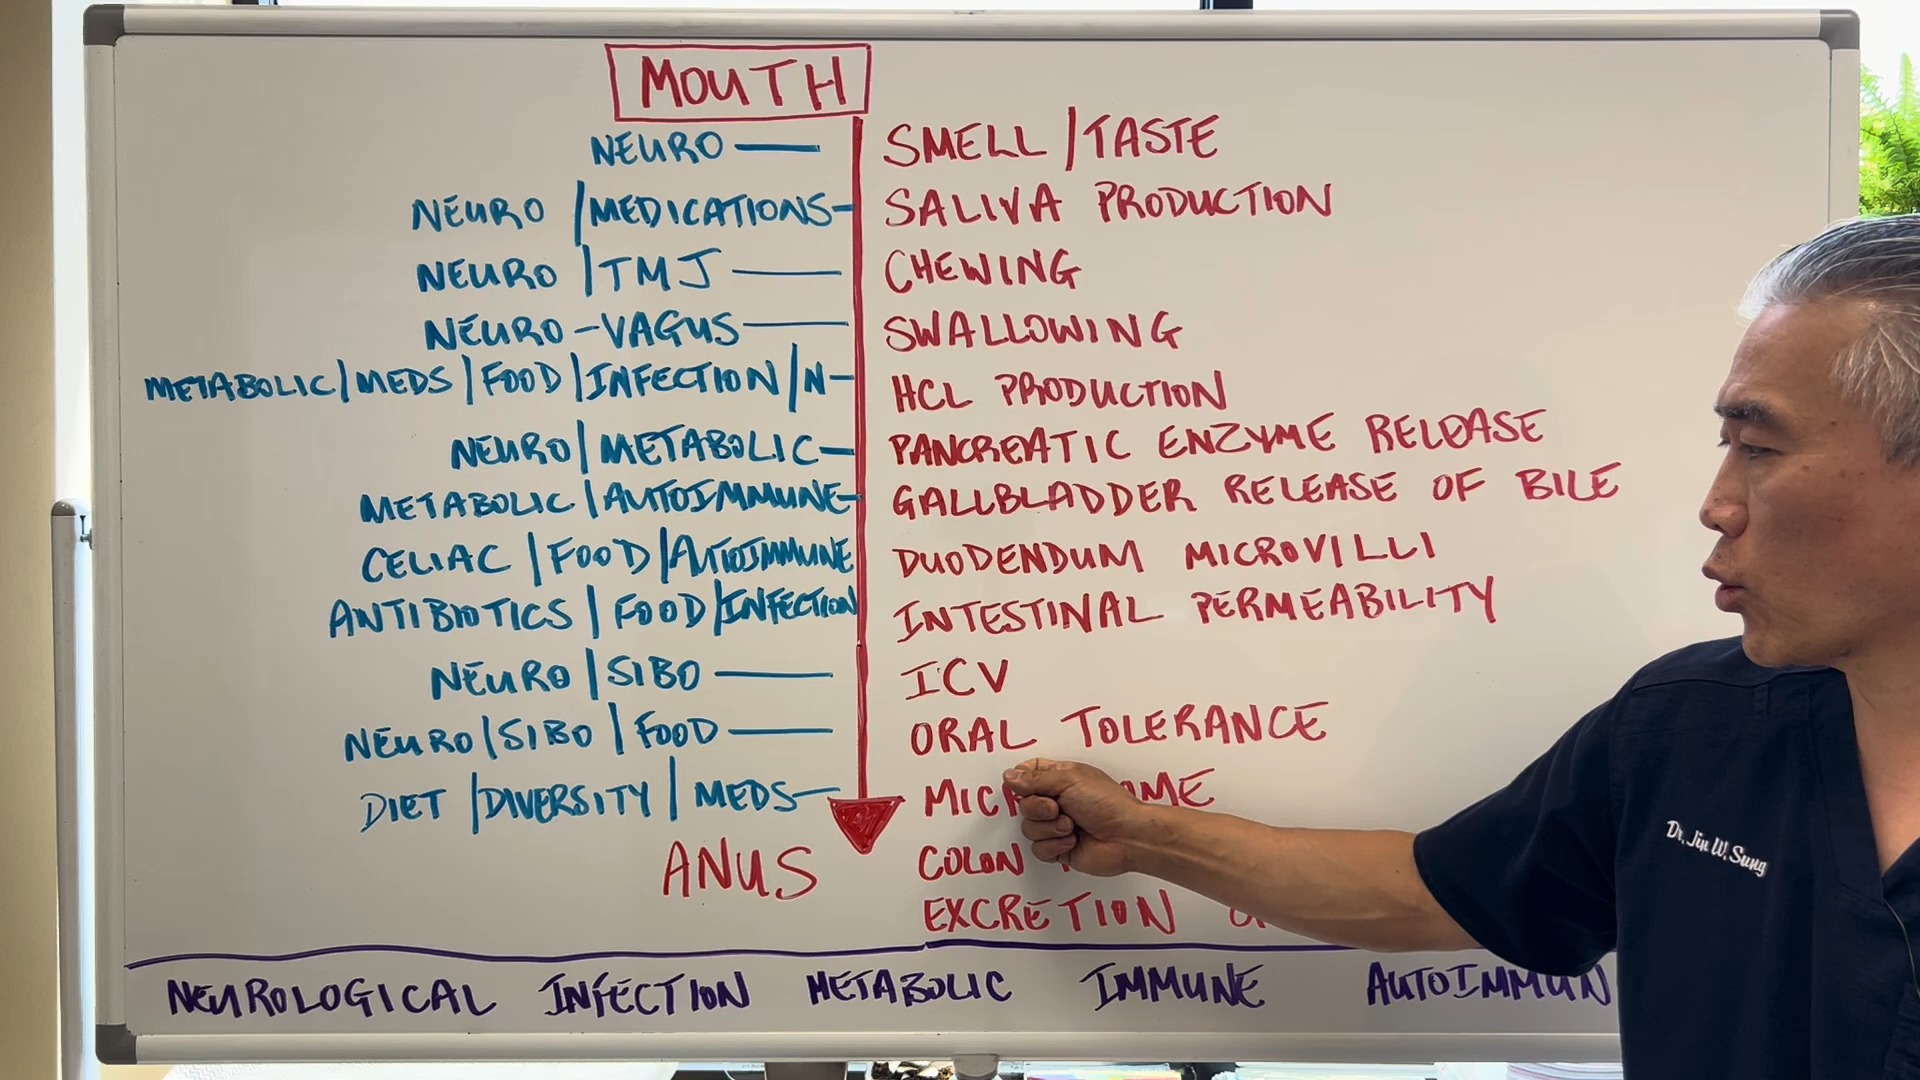 MOUTH
NEURO — SMELL/TASTE
NEURO/MEDICATIONS- SALIVA PRODUCTION
NEURO/TMJ — CHEWING
NEURO-VAGUS — SWALLOWING
METABOLIC/MEDS/FOOD/INFECTION/N- HCL PRODUCTION
NEURO/METABOLIC- PANCREATIC ENZYME RELEASE
METABOLIC/AUTOIMMUNE- GALLBLADDER RELEASE OF BILE
CELIAC/FOOD/AUTOIMMUNE DUODENDUM MICROVILLI
ANTIBIOTICS/FOOD/INFECTION INTESTINAL PERMEABILITY
NEURO/SIBO — ICV
NEURO/SIBO/FOOD — ORAL TOLERANCE
DIET/DIVERSITY/MEDS-
ANUS COLON
EXCRETION
NEUROLOGICAL INFECTION METABOLIC IMMUNE AUTOIMMUN
Dr. Jin W. Sung